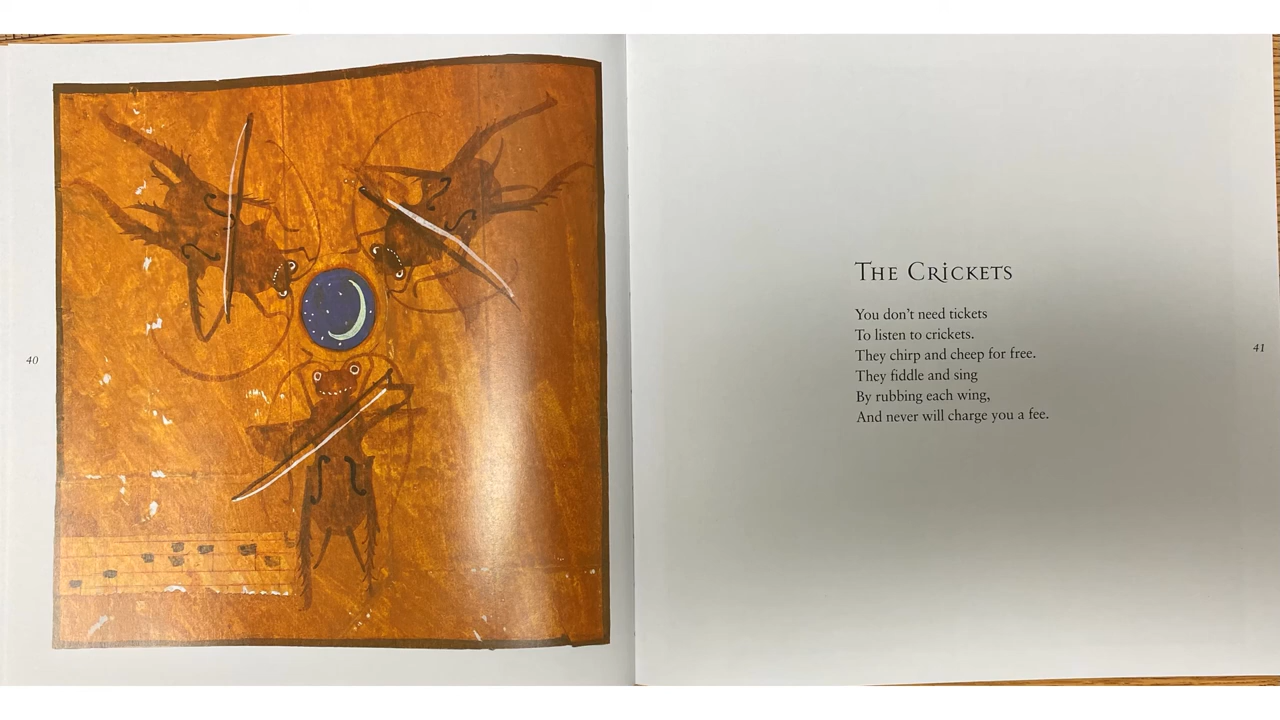 40
The Crickets
You don't need tickets
To listen to crickets.
They chirp and cheep for free.
They fiddle and sing
By rubbing each wing,
And never will charge you a fee.
41